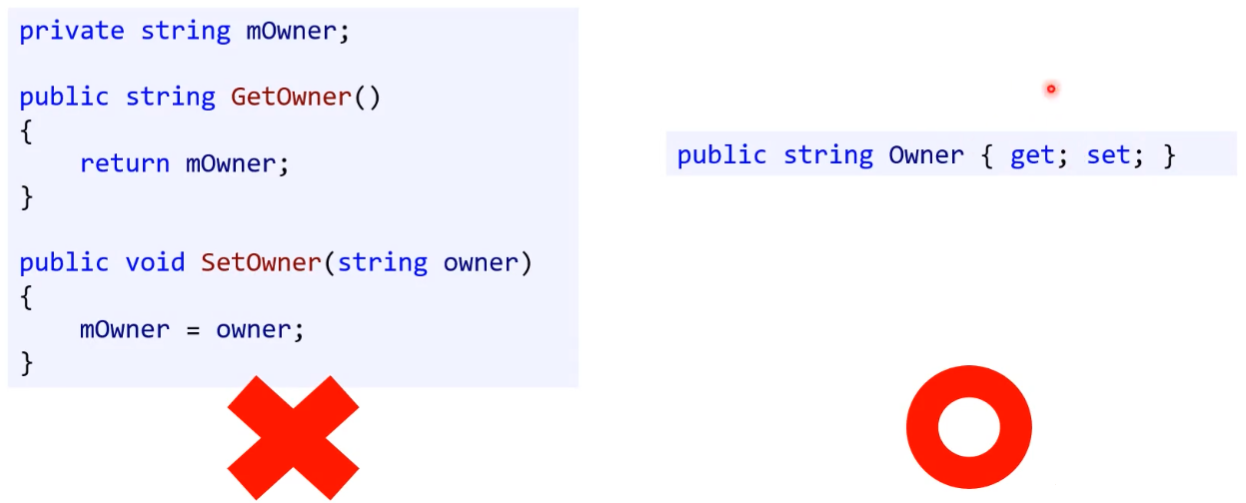 private string mOwner;
public string GetOwner()
{
    return mOwner;
}
public void SetOwner(string owner)
{
    mOwner = owner;
}
public string Owner { get; set; }